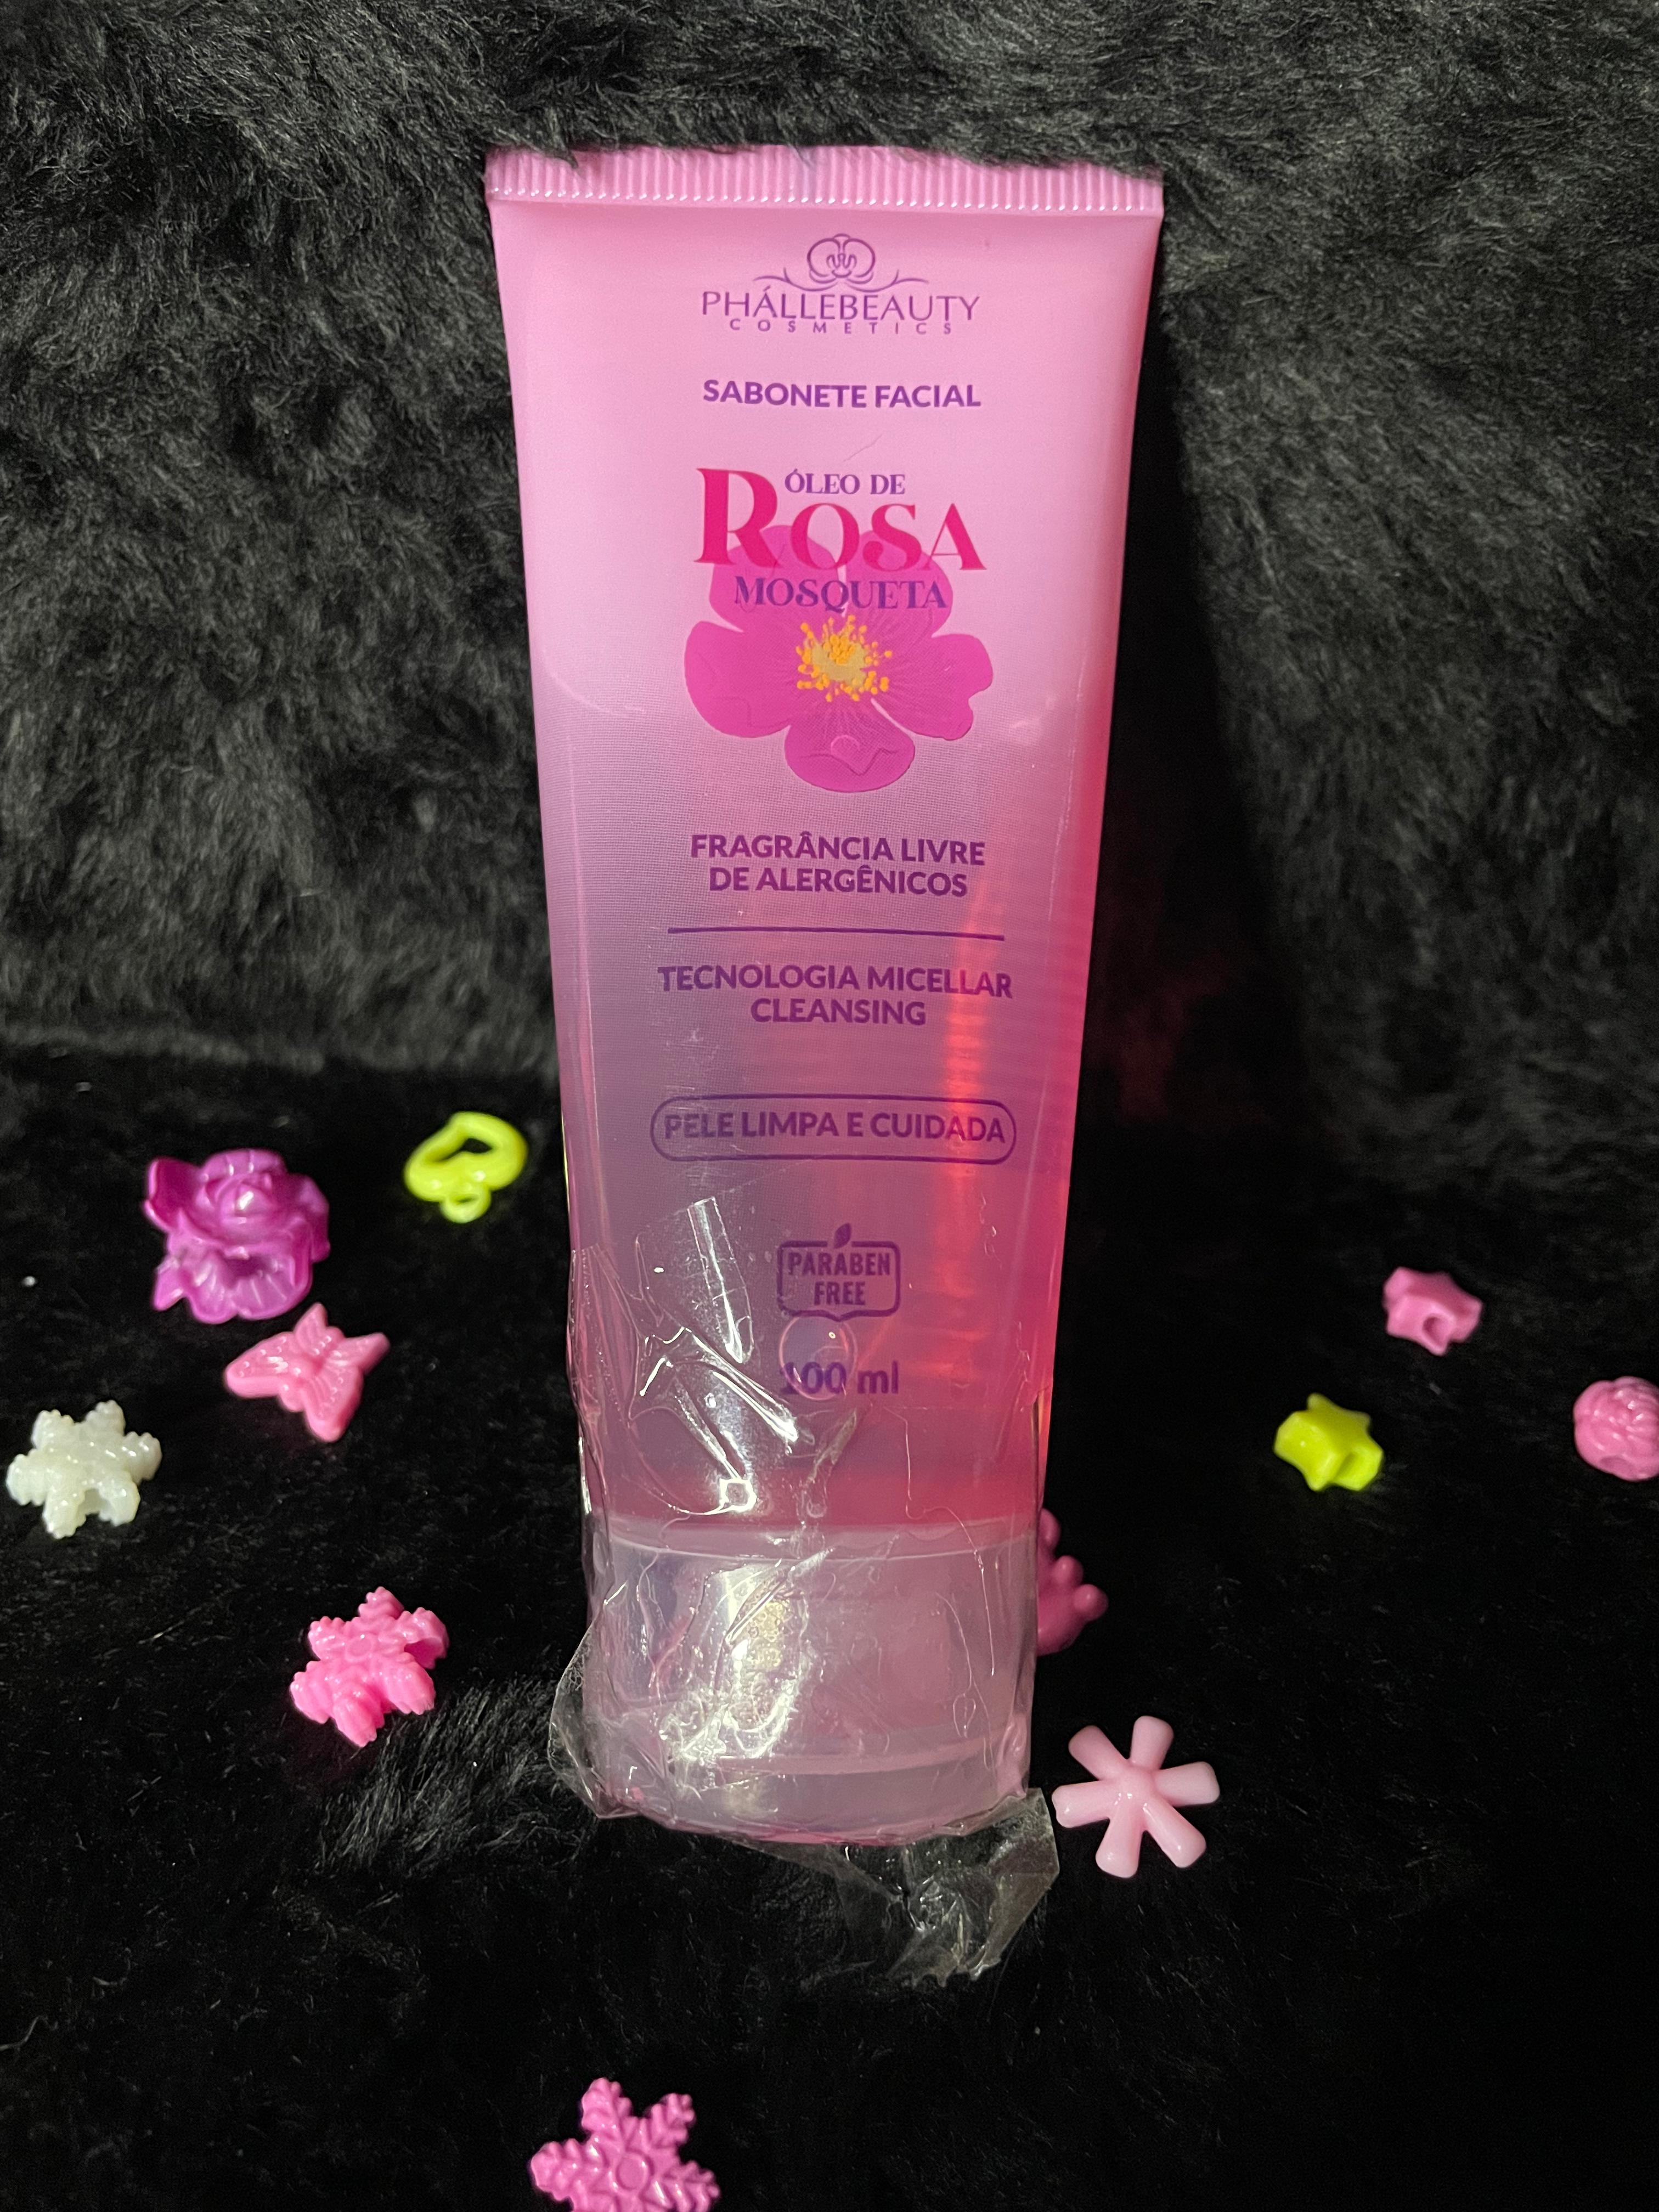 PHÁLLEBEAUTY
COSMETICS
SABONETE FACIAL
ÓLEO DE
ROSA
MOSQUETA
FRAGRÂNCIA LIVRE
DE ALERGÊNICOS
TECNOLOGIA MICELLAR
CLEANSING
PELE LIMPA E CUIDADA
PARABEN
FREE
100 ml